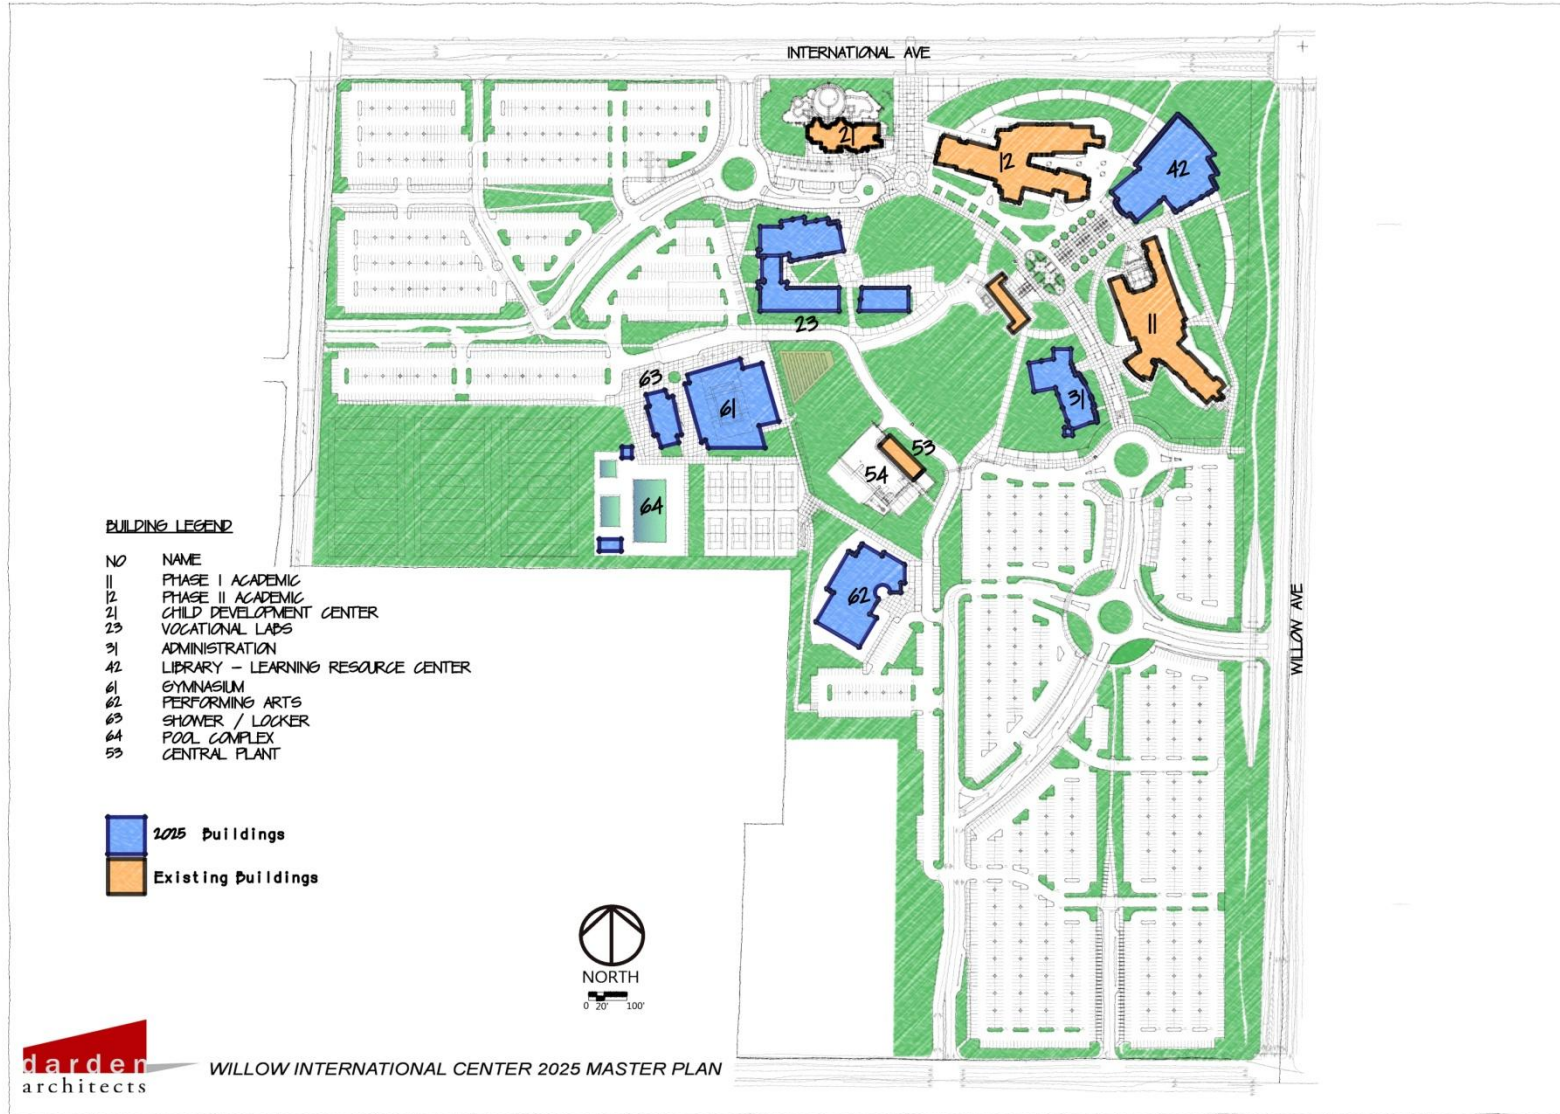 INTERNATIONAL AVE
21
12
42
23
11
63
61
31
53
54
64
62
WILLOW AVE
BUILDING LEGEND
NO NAME
11 PHASE I ACADEMIC
12 PHASE II ACADEMIC
21 CHILD DEVELOPMENT CENTER
23 VOCATIONAL LABS
31 ADMINISTRATION
42 LIBRARY - LEARNING RESOURCE CENTER
61 GYMNASIUM
62 PERFORMING ARTS
63 SHOWER / LOCKER
64 POOL COMPLEX
53 CENTRAL PLANT
2025 Buildings
Existing Buildings
NORTH
0 20' 100'
darden
architects
WILLOW INTERNATIONAL CENTER 2025 MASTER PLAN